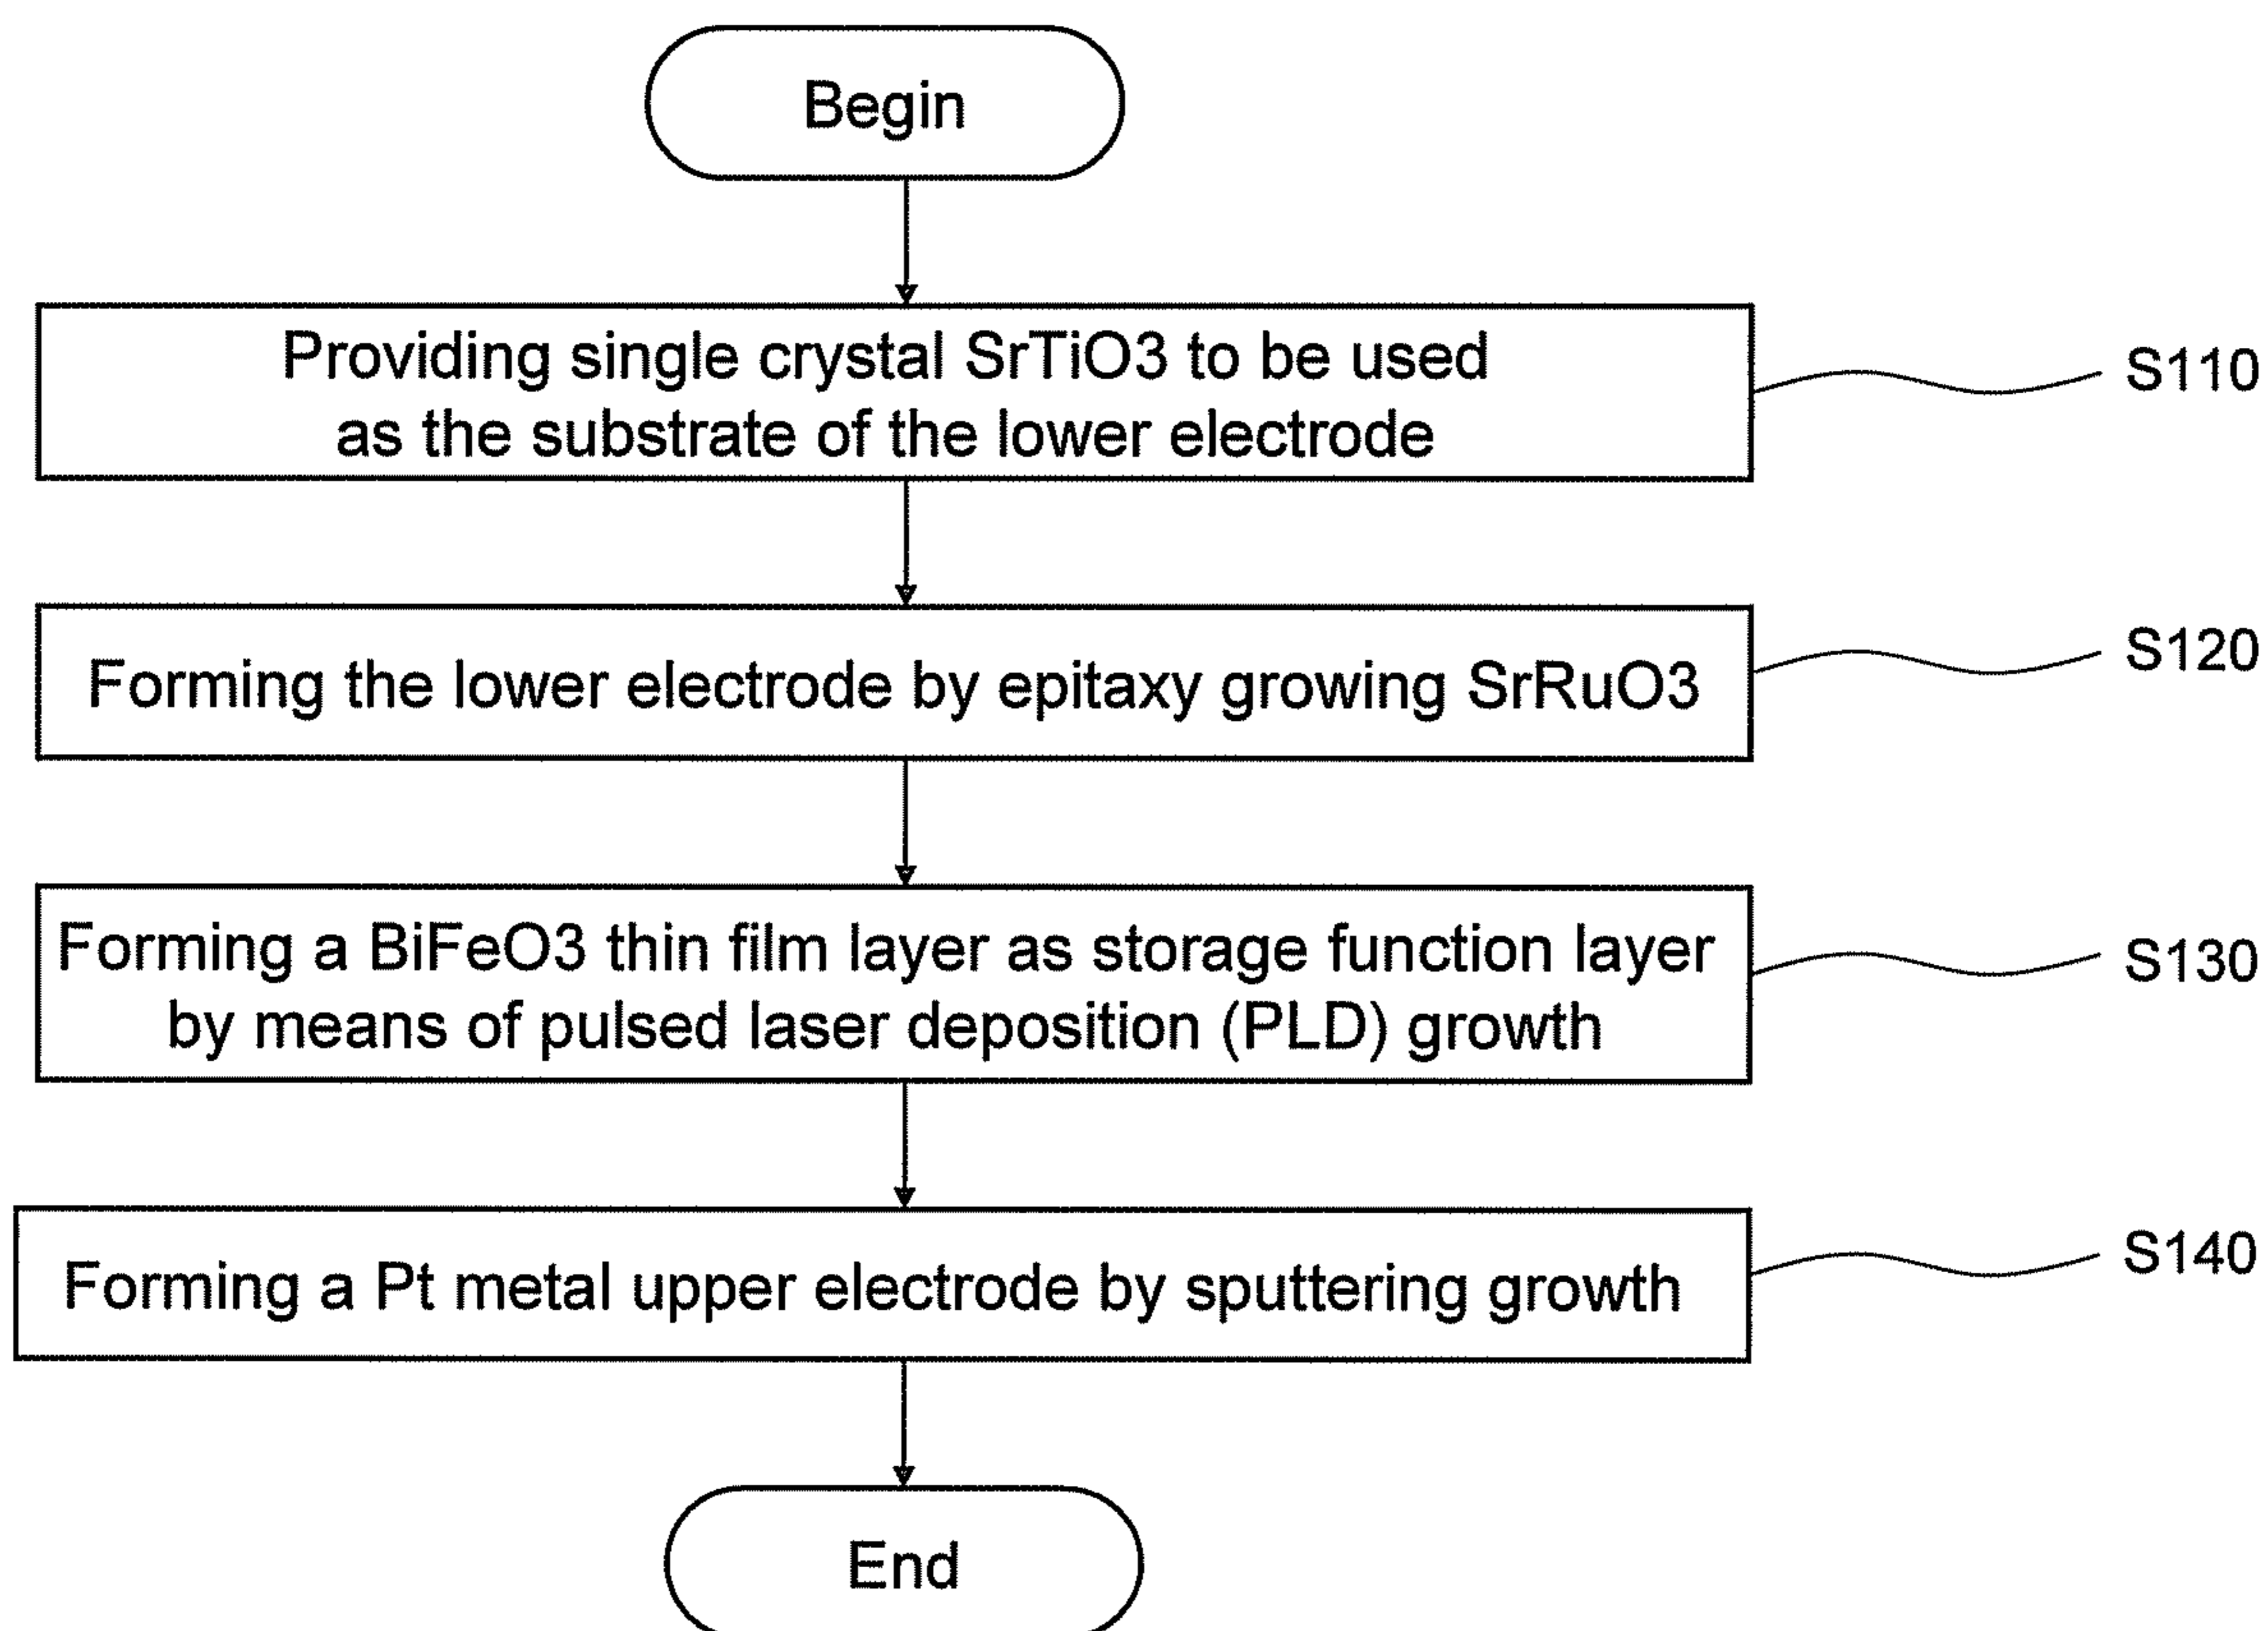 Begin
Providing single crystal SrTiO3 to be used
as the substrate of the lower electrode
S110
Forming the lower electrode by epitaxy growing SrRuO3
S120
Forming a BiFeO3 thin film layer as storage function layer
by means of pulsed laser deposition (PLD) growth
S130
Forming a Pt metal upper electrode by sputtering growth
S140
End